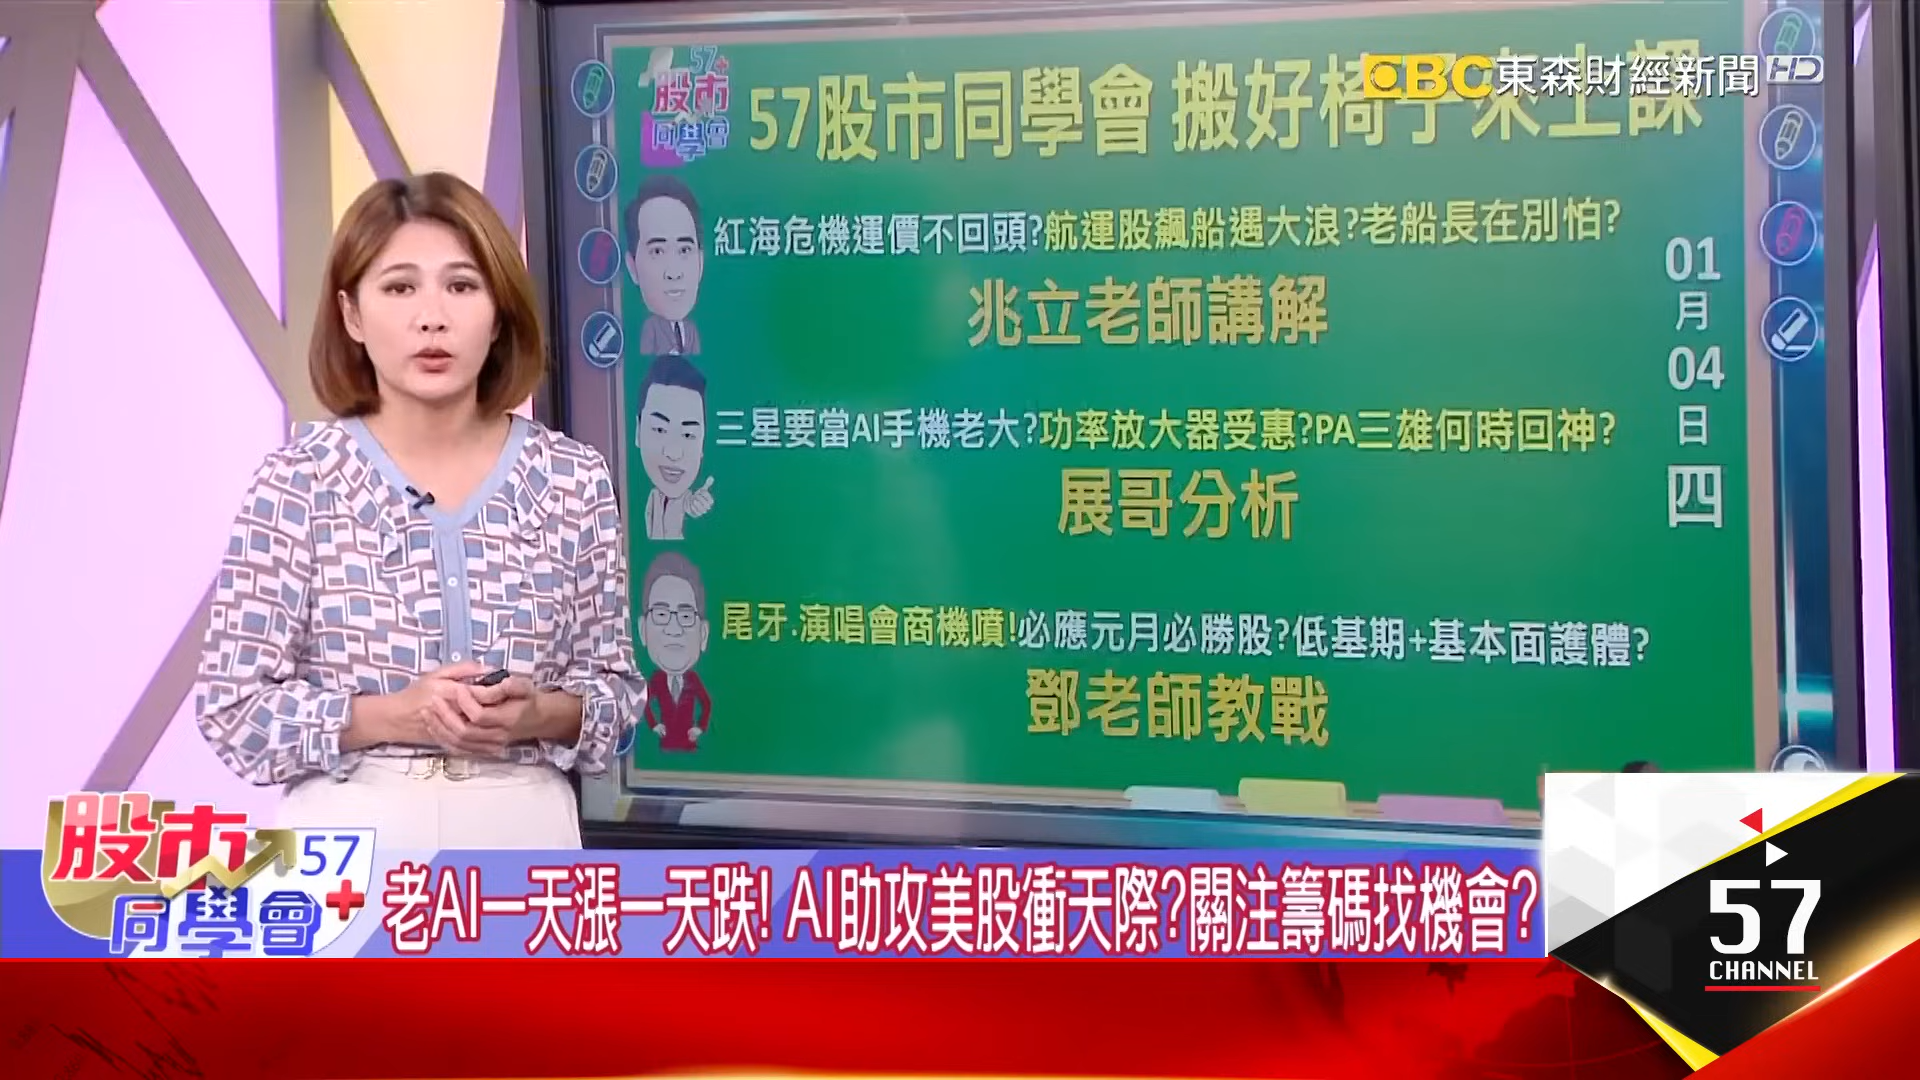 57股市同學會 搬好椅子來上課
EBC東森財經新聞HD
57+
股市
同學會
紅海危機運價不回頭?航運股飆船遇大浪?老船長在別怕?
兆立老師講解
三星要當AI手機老大?功率放大器受惠?PA三雄何時回神?
展哥分析
尾牙.演唱會商機噴!必應元月必勝股?低基期+基本面護體?
鄧老師教戰
01
月
04
日
四
股市
57
同學會+
老AI一天漲一天跌! AI助攻美股衝天際?關注籌碼找機會?
57
CHANNEL